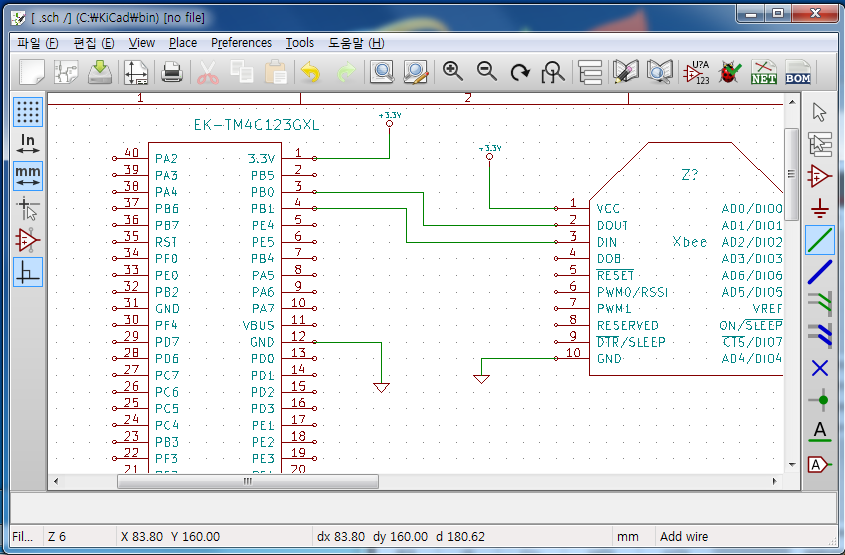 [ .sch /] (C:\KiCad\bin) [no file]
파일 (F) 편집 (E) View Place Preferences Tools 도움말 (H)
U?A
123
NET
BOM
In
mm
A
A
1 2
EK-TM4C123GXL
+3.3V
+3.3V
40 PA2 3.3V 1
39 PA3 PB5 2
38 PA4 PB0 3
37 PB6 PB1 4
36 PB7 PE4 5
35 RST PE5 6
34 PF0 PB4 7
33 PE0 PA5 8
32 PB2 PA6 9
31 GND PA7 10
30 PF4 VBUS 11
29 PD7 GND 12
28 PD6 PD0 13
27 PC7 PD1 14
26 PC6 PD2 15
25 PC5 PD3 16
24 PC4 PE1 17
23 PB3 PE2 18
22 PF3 PE3 19
21 20
Z?
Xbee
1 VCC AD0/DIO0
2 DOUT AD1/DIO1
3 DIN AD2/DIO2
4 DO8 AD3/DIO3
5 RESET AD6/DIO6
6 PWM0/RSSI AD5/DIO5
7 PWM1 VREF
8 RESERVED ON/SLEEP
9 DTR/SLEEP CTS/DIO7
10 GND AD4/DIO4
Fil... Z 6 X 83.80 Y 160.00 dx 83.80 dy 160.00 d 180.62 mm Add wire